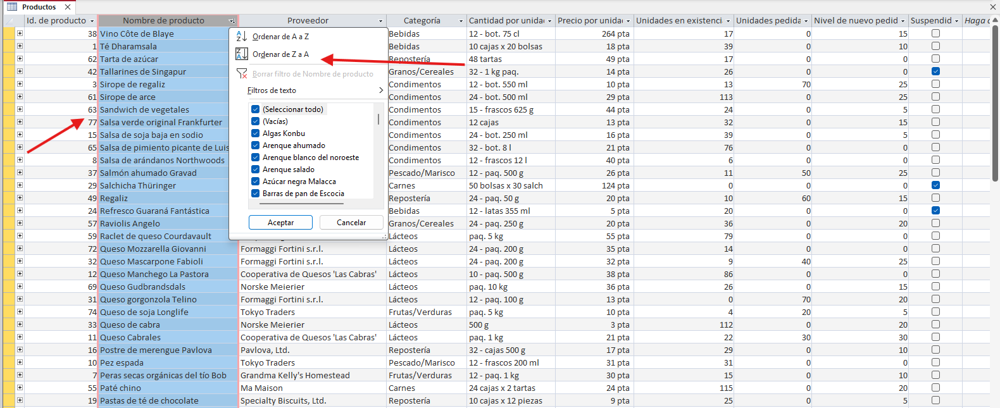 Productos
Id. de producto Nombre de producto Proveedor Categoría Cantidad por unida Precio por unida Unidades en existenci Unidades pedida Nivel de nuevo pedid Suspendid Haga c
38 Vino Côte de Blaye Bebidas 12 - bot. 75 cl 264 pta 17 0 15
1 Té Dharamsala Bebidas 10 cajas x 20 bolsas 18 pta 39 0 10
62 Tarta de azúcar Repostería 48 tartas 49 pta 17 0 0
42 Tallarines de Singapur Granos/Cereales 32 - 1 kg paq. 14 pta 26 0 0
3 Sirope de regaliz Condimentos 12 - bot. 550 ml 10 pta 13 70 25
61 Sirope de arce Condimentos 24 - bot. 500 ml 29 pta 113 0 25
63 Sandwich de vegetales Condimentos 15 - frascos 625 g 44 pta 24 0 5
77 Salsa verde original Frankfurter Condimentos 12 cajas 13 pta 32 0 15
15 Salsa de soja baja en sodio Condimentos 24 - bot. 250 ml 16 pta 39 0 5
65 Salsa de pimiento picante de Luis Condimentos 32 - bot. 8 l 21 pta 76 0 0
8 Salsa de arándanos Northwoods Condimentos 12 - frascos 12 l 40 pta 6 0 0
37 Salmón ahumado Gravad Pescado/Marisco 12 - paq. 500 g 26 pta 11 50 25
29 Salchicha Thüringer Carnes 50 bolsas x 30 salch 124 pta 0 0 0
49 Regaliz Repostería 24 - paq. 50 g 20 pta 10 60 15
24 Refresco Guaraná Fantástica Bebidas 12 - latas 355 ml 5 pta 20 0 0
57 Raviolis Angelo Granos/Cereales 24 - paq. 250 g 20 pta 36 0 20
59 Raclet de queso Courdavault Lácteos paq. 5 kg 55 pta 79 0 0
72 Queso Mozzarella Giovanni Formaggi Fortini s.r.l. Lácteos 24 - paq. 200 g 35 pta 14 0 0
32 Queso Mascarpone Fabioli Formaggi Fortini s.r.l. Lácteos 24 - paq. 200 g 32 pta 9 40 25
12 Queso Manchego La Pastora Cooperativa de Quesos 'Las Cabras' Lácteos 10 - paq. 500 g 38 pta 86 0 0
69 Queso Gudbrandsdals Norske Meierier Lácteos paq. 10 kg 36 pta 26 0 15
31 Queso gorgonzola Telino Formaggi Fortini s.r.l. Lácteos 12 - paq. 100 g 13 pta 0 70 20
74 Queso de soja Longlife Tokyo Traders Frutas/Verduras paq. 5 kg 10 pta 4 20 5
33 Queso de cabra Norske Meierier Lácteos 500 g 3 pta 112 0 20
11 Queso Cabrales Cooperativa de Quesos 'Las Cabras' Lácteos paq. 1 kg 21 pta 22 30 30
16 Postre de merengue Pavlova Pavlova, Ltd. Repostería 32 - cajas 500 g 17 pta 29 0 10
10 Pez espada Tokyo Traders Pescado/Marisco 12 - frascos 200 ml 31 pta 31 0 0
7 Peras secas orgánicas del tío Bob Grandma Kelly's Homestead Frutas/Verduras 12 - paq. 1 kg 30 pta 15 0 10
55 Paté chino Ma Maison Carnes 24 cajas x 2 tartas 24 pta 115 0 20
19 Pastas de té de chocolate Specialty Biscuits, Ltd. Repostería 10 cajas x 12 piezas 9 pta 25 0 5
Ordenar de A a Z
Ordenar de Z a A
Borrar filtro de Nombre de producto
Filtros de texto
(Seleccionar todo)
(Vacías)
Algas Konbu
Arenque ahumado
Arenque blanco del noroeste
Arenque salado
Azúcar negra Malacca
Barras de pan de Escocia
Aceptar Cancelar